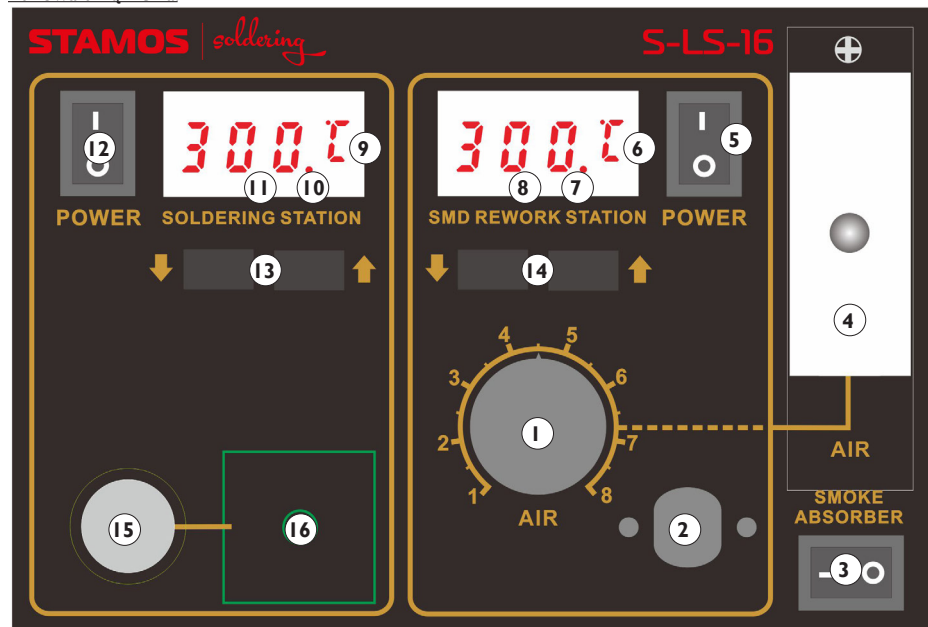 STAMOS soldering S-LS-16
12 300.°C 9 11 10
300.°C 6 8 7 5
POWER SOLDERING STATION
SMD REWORK STATION POWER
13
14
4
4 5
3 6
2 7
1 8
1
AIR
AIR
SMOKE
ABSORBER
15 16
2
3